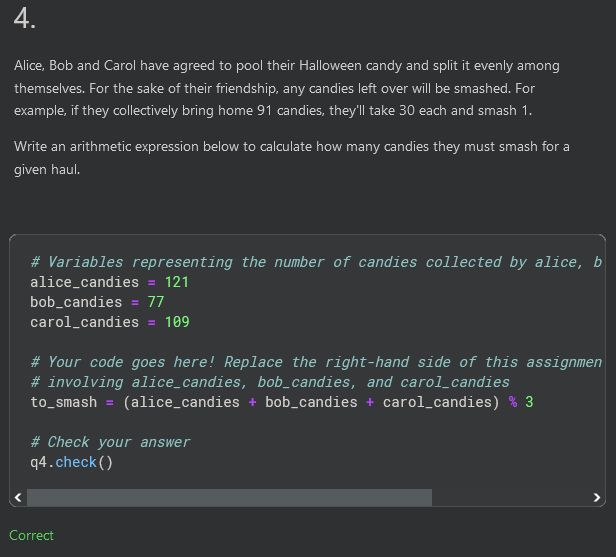 4.
Alice, Bob and Carol have agreed to pool their Halloween candy and split it evenly among
themselves. For the sake of their friendship, any candies left over will be smashed. For
example, if they collectively bring home 91 candies, they'll take 30 each and smash 1.
Write an arithmetic expression below to calculate how many candies they must smash for a
given haul.
# Variables representing the number of candies collected by alice, b
alice_candies = 121
bob_candies = 77
carol_candies = 109
# Your code goes here! Replace the right-hand side of this assignmen
# involving alice_candies, bob_candies, and carol_candies
to_smash = (alice_candies + bob_candies + carol_candies) % 3
# Check your answer
q4.check()
Correct